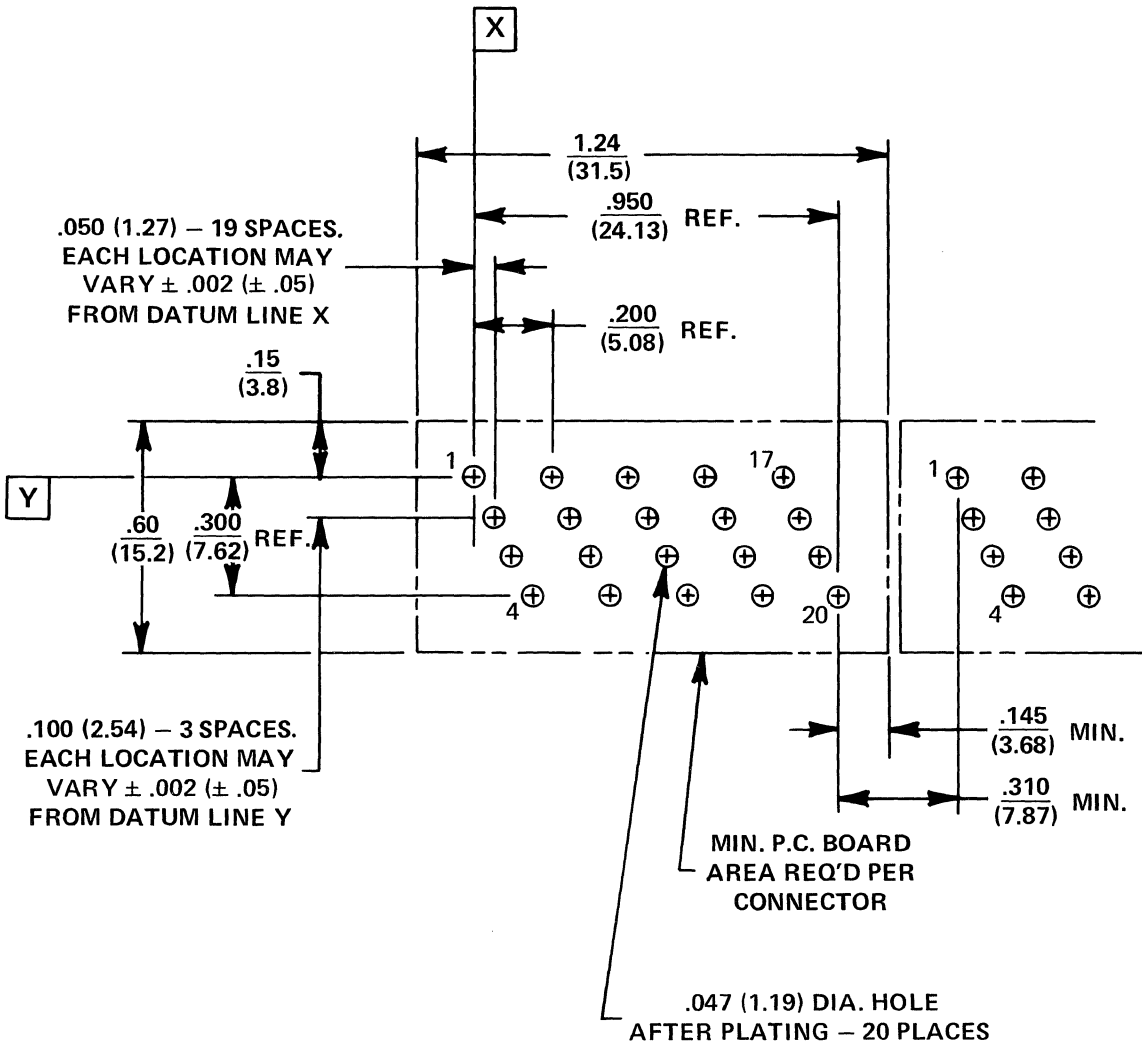 X
1.24
(31.5)
.950
(24.13) REF.
.050 (1.27) – 19 SPACES.
EACH LOCATION MAY
VARY ± .002 (± .05)
FROM DATUM LINE X
.200
(5.08) REF.
.15
(3.8)
1
17
1
Y
.60
(15.2)
.300
(7.62) REF.
4
20
4
.100 (2.54) – 3 SPACES.
EACH LOCATION MAY
VARY ± .002 (± .05)
FROM DATUM LINE Y
.145
(3.68) MIN.
.310
(7.87) MIN.
MIN. P.C. BOARD
AREA REQ'D PER
CONNECTOR
.047 (1.19) DIA. HOLE
AFTER PLATING – 20 PLACES